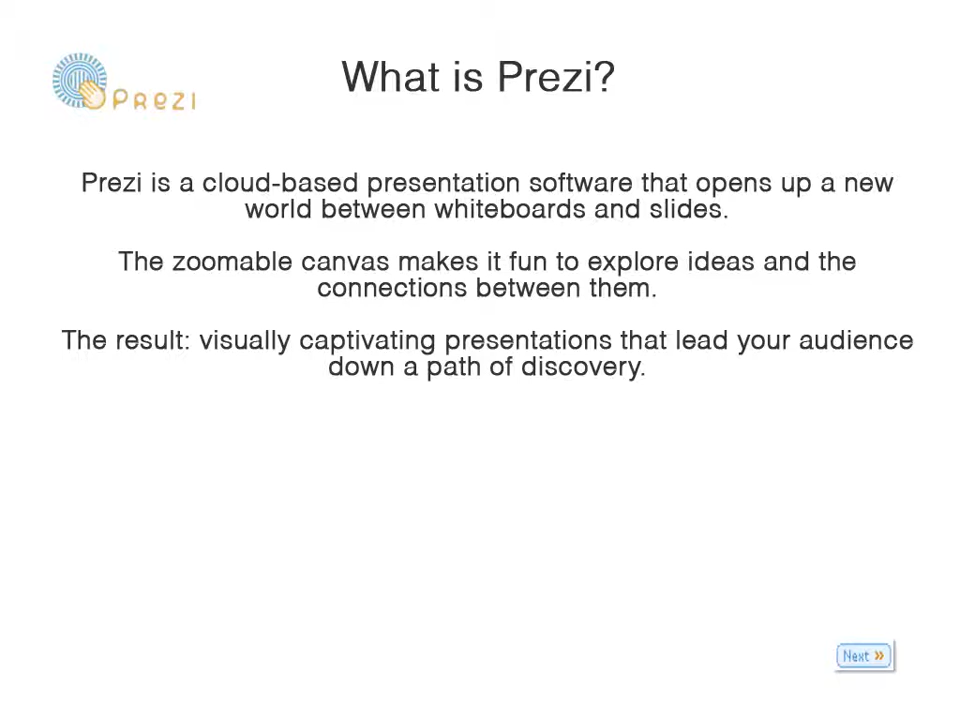 What is Prezi?
Prezi
Prezi is a cloud-based presentation software that opens up a new
world between whiteboards and slides.
The zoomable canvas makes it fun to explore ideas and the
connections between them.
The result: visually captivating presentations that lead your audience
down a path of discovery.
Next »